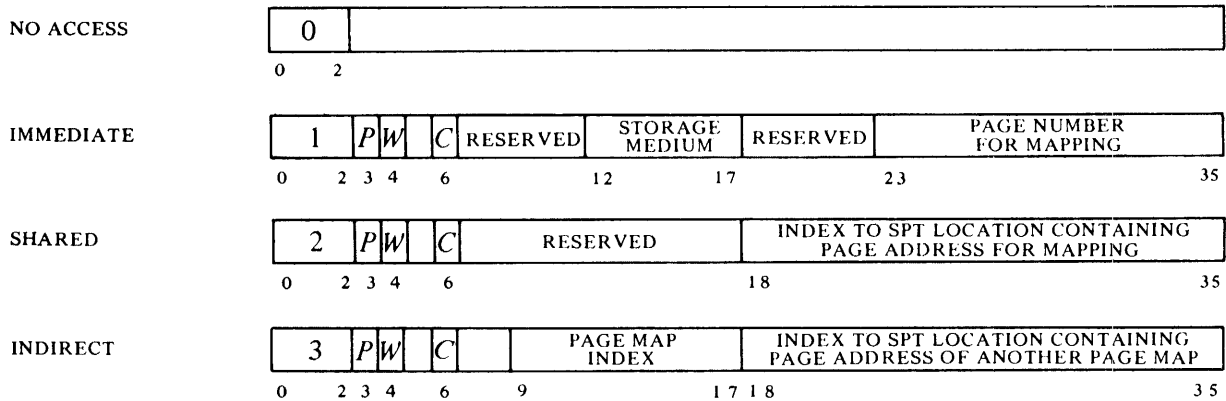 NO ACCESS 0
0 2
IMMEDIATE 1 P W C RESERVED STORAGE MEDIUM RESERVED PAGE NUMBER FOR MAPPING
0 2 3 4 6 12 17 23 35
SHARED 2 P W C RESERVED INDEX TO SPT LOCATION CONTAINING PAGE ADDRESS FOR MAPPING
0 2 3 4 6 18 35
INDIRECT 3 P W C PAGE MAP INDEX INDEX TO SPT LOCATION CONTAINING PAGE ADDRESS OF ANOTHER PAGE MAP
0 2 3 4 6 9 17 18 35